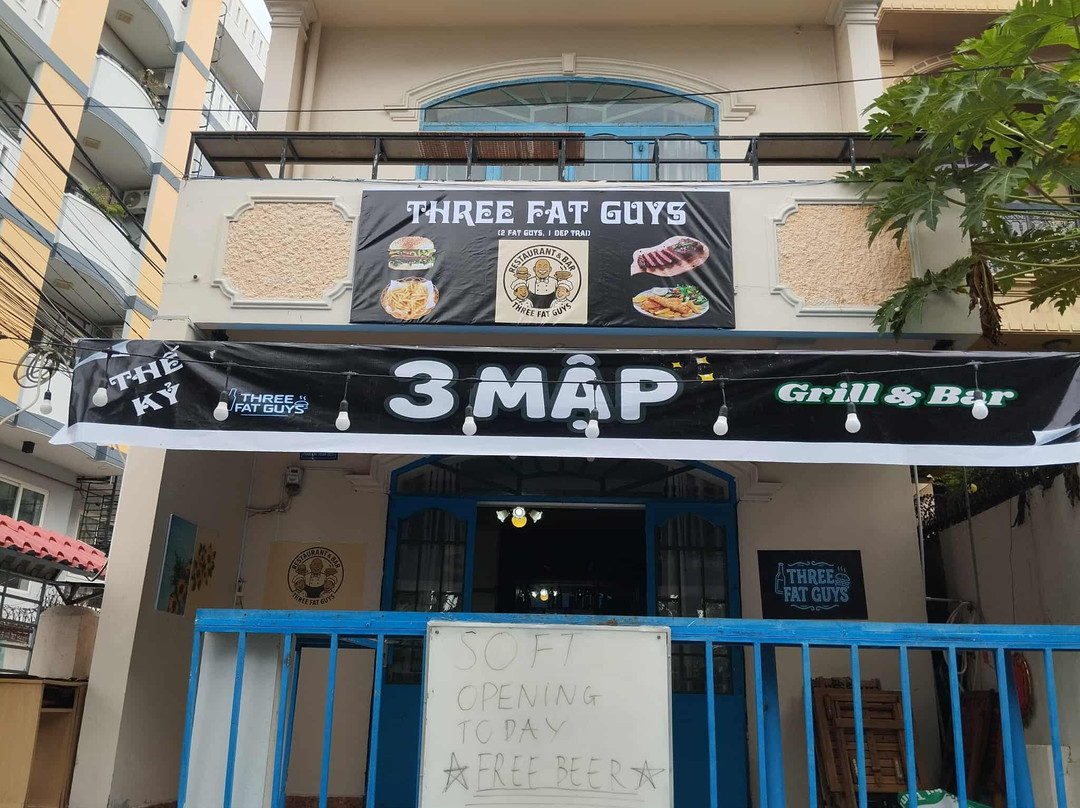 THREE FAT GUYS
(2 FAT GUYS, 1 DEP TRAI)
RESTAURANT & BAR
THREE FAT GUYS
THẾ
KỶ
THREE
FAT GUYS
3 MẬP
Grill & Bar
RESTAURANT & BAR
THREE FAT GUYS
THREE
FAT GUYS
SOFT
OPENING
TODAY
☆ FREE BEER ☆